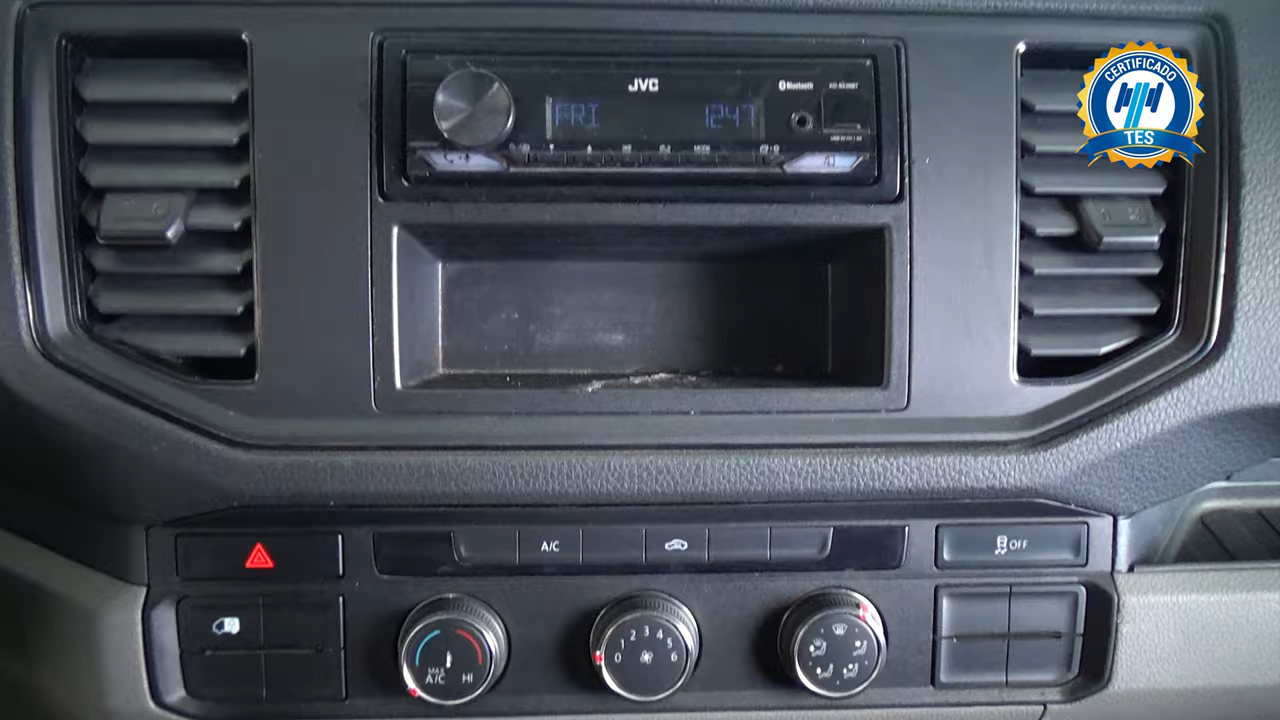 JVC
Bluetooth
FRI 1247
MODE
CERTIFICADO
TES
A/C
OFF
MAX
A/C HI
0 1 2 3 4 5 6